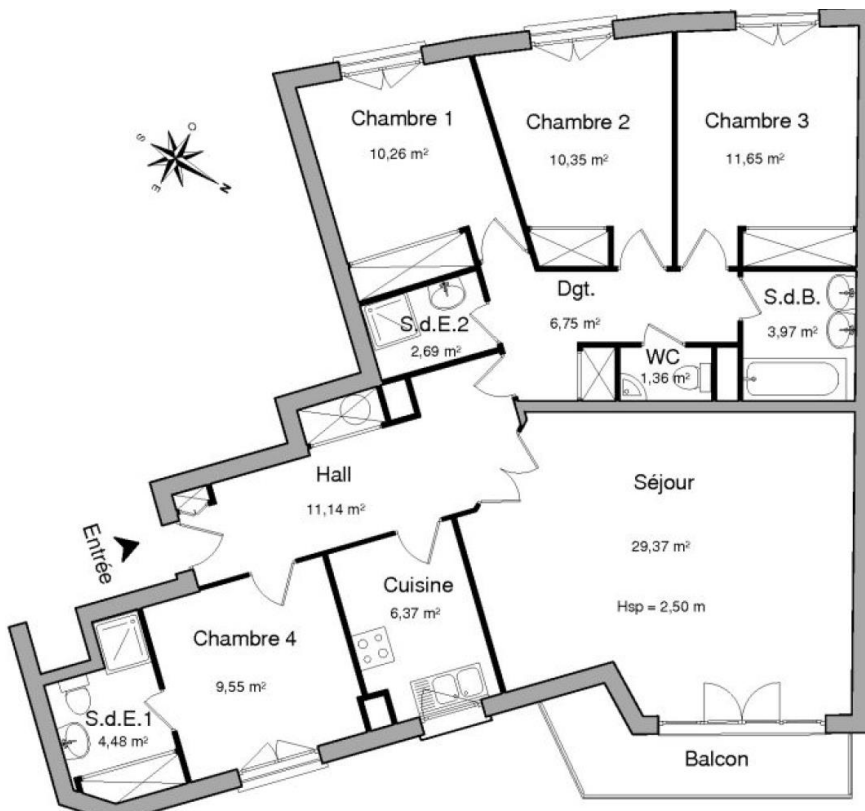 Chambre 1
10,26 m²
Chambre 2
10,35 m²
Chambre 3
11,65 m²
S
O
E
N
Dgt.
6,75 m²
S.d.B.
3,97 m²
S.d.E.2
2,69 m²
WC
1,36 m²
Hall
11,14 m²
Séjour
29,37 m²
Hsp = 2,50 m
Entrée
Cuisine
6,37 m²
Chambre 4
9,55 m²
S.d.E.1
4,48 m²
Balcon